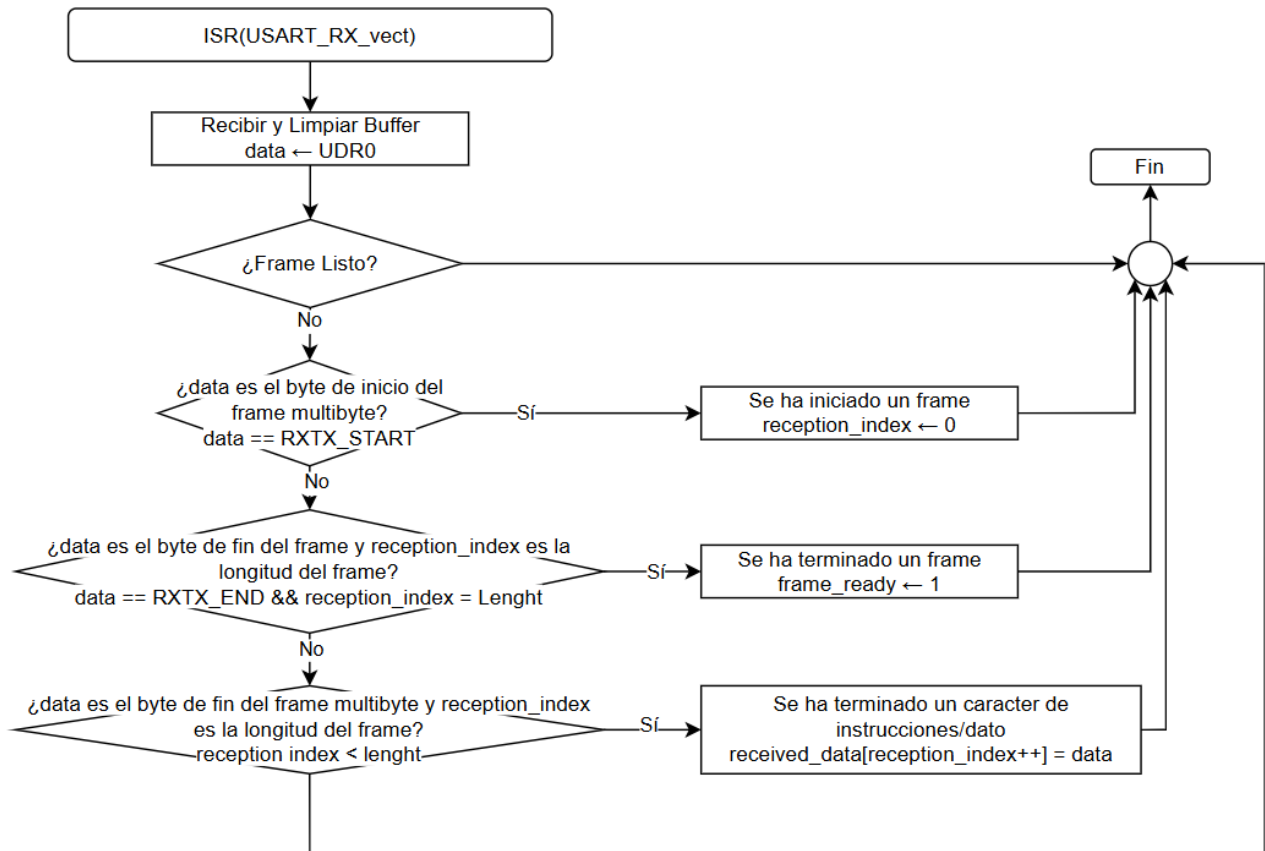 ISR(USART_RX_vect)
Recibir y Limpiar Buffer
data ← UDR0
Fin
¿Frame Listo?
No
¿data es el byte de inicio del
frame multibyte?
data == RXTX_START
Sí
Se ha iniciado un frame
reception_index ← 0
No
¿data es el byte de fin del frame y reception_index es la
longitud del frame?
data == RXTX_END && reception_index = Lenght
Sí
Se ha terminado un frame
frame_ready ← 1
No
¿data es el byte de fin del frame multibyte y reception_index
es la longitud del frame?
reception index < lenght
Sí
Se ha terminado un caracter de
instrucciones/dato
received_data[reception_index++] = data